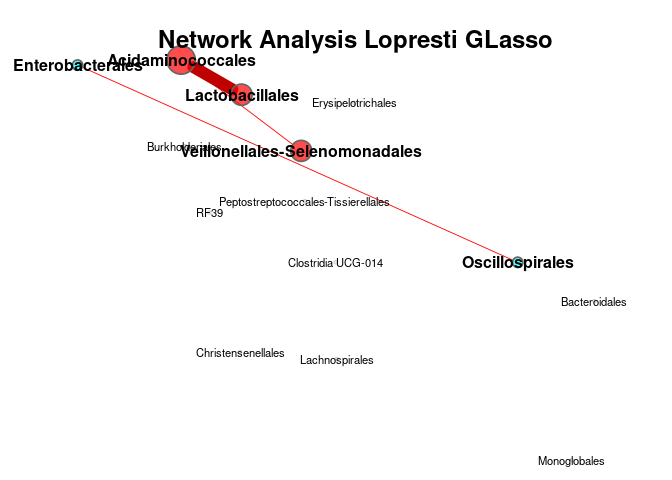 Network Analysis Lopresti GLasso
Acidaminococcales
Enterobacterales
Lactobacillales
Erysipelotrichales
Burkholderiales
Veillonellales-Selenomonadales
Peptostreptococcales-Tissierellales
RF39
Clostridia UCG-014
Oscillospirales
Bacteroidales
Christensenellales
Lachnospirales
Monoglobales